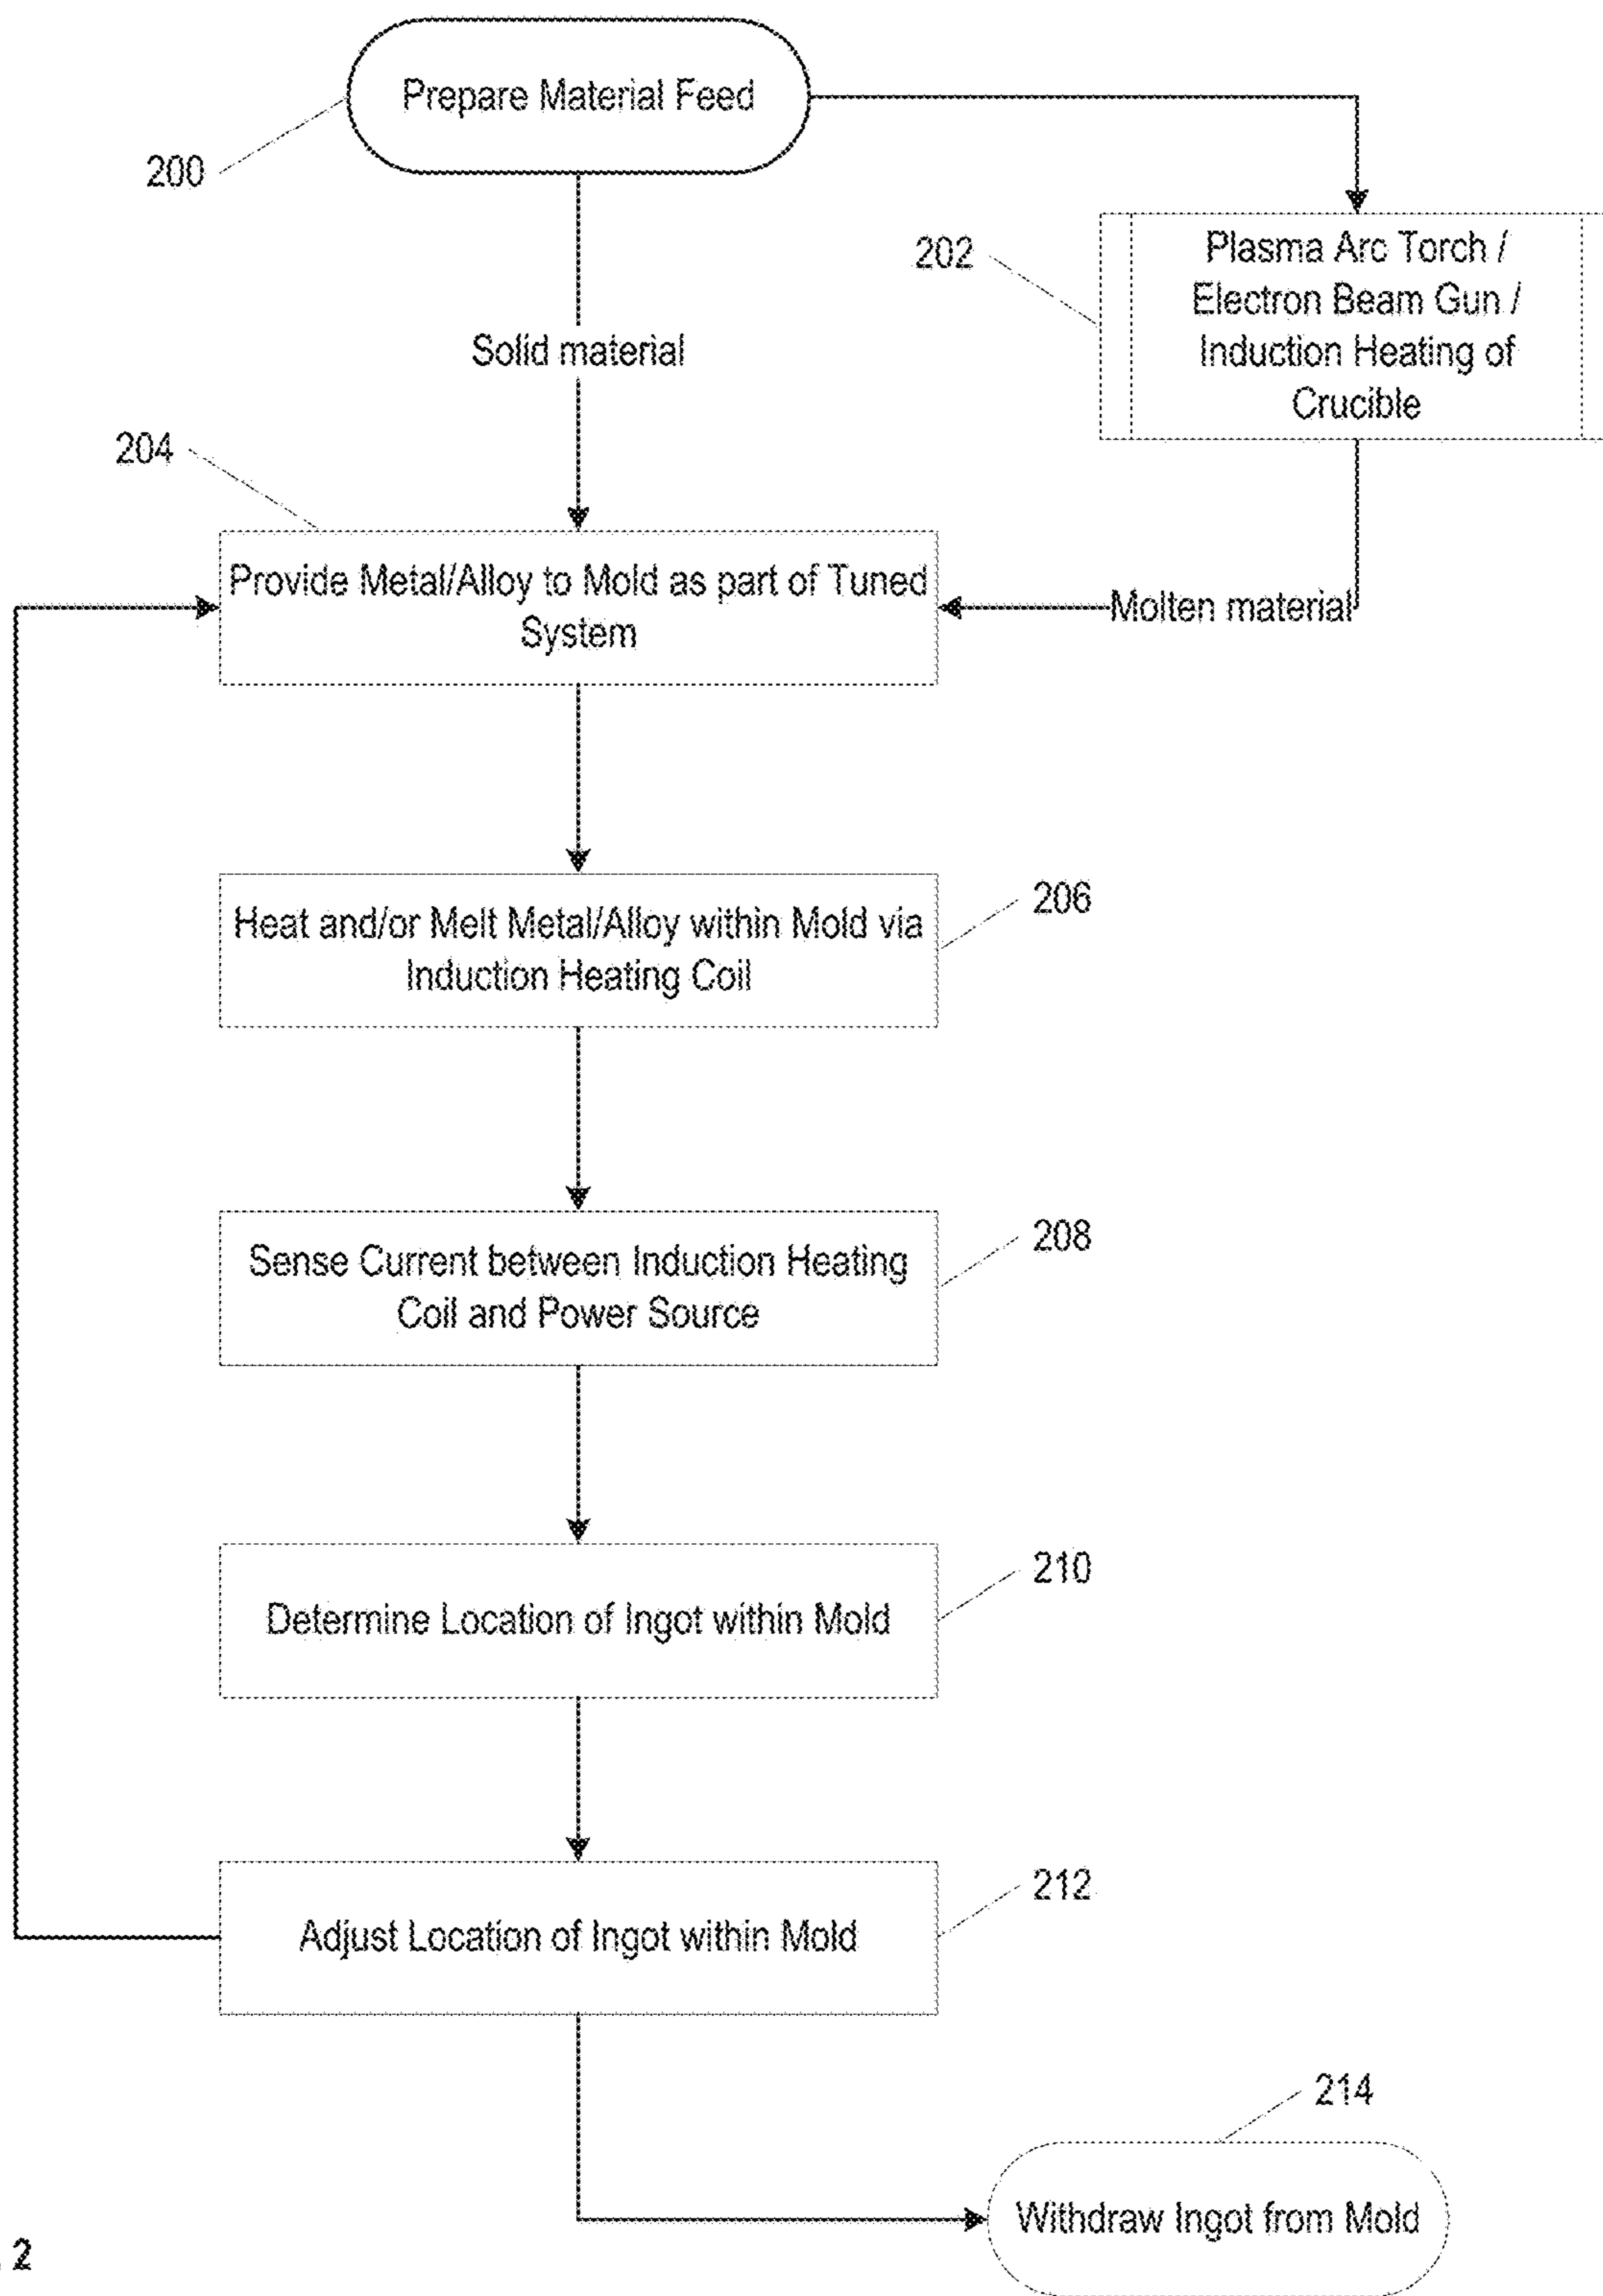 Prepare Material Feed
200
202
Plasma Arc Torch /
Electron Beam Gun /
Induction Heating of
Crucible
Solid material
204
Provide Metal/Alloy to Mold as part of Tuned
System
Molten material
Heat and/or Melt Metal/Alloy within Mold via
Induction Heating Coil
206
Sense Current between Induction Heating
Coil and Power Source
208
Determine Location of Ingot within Mold
210
Adjust Location of Ingot within Mold
212
214
Withdraw Ingot from Mold
. 2